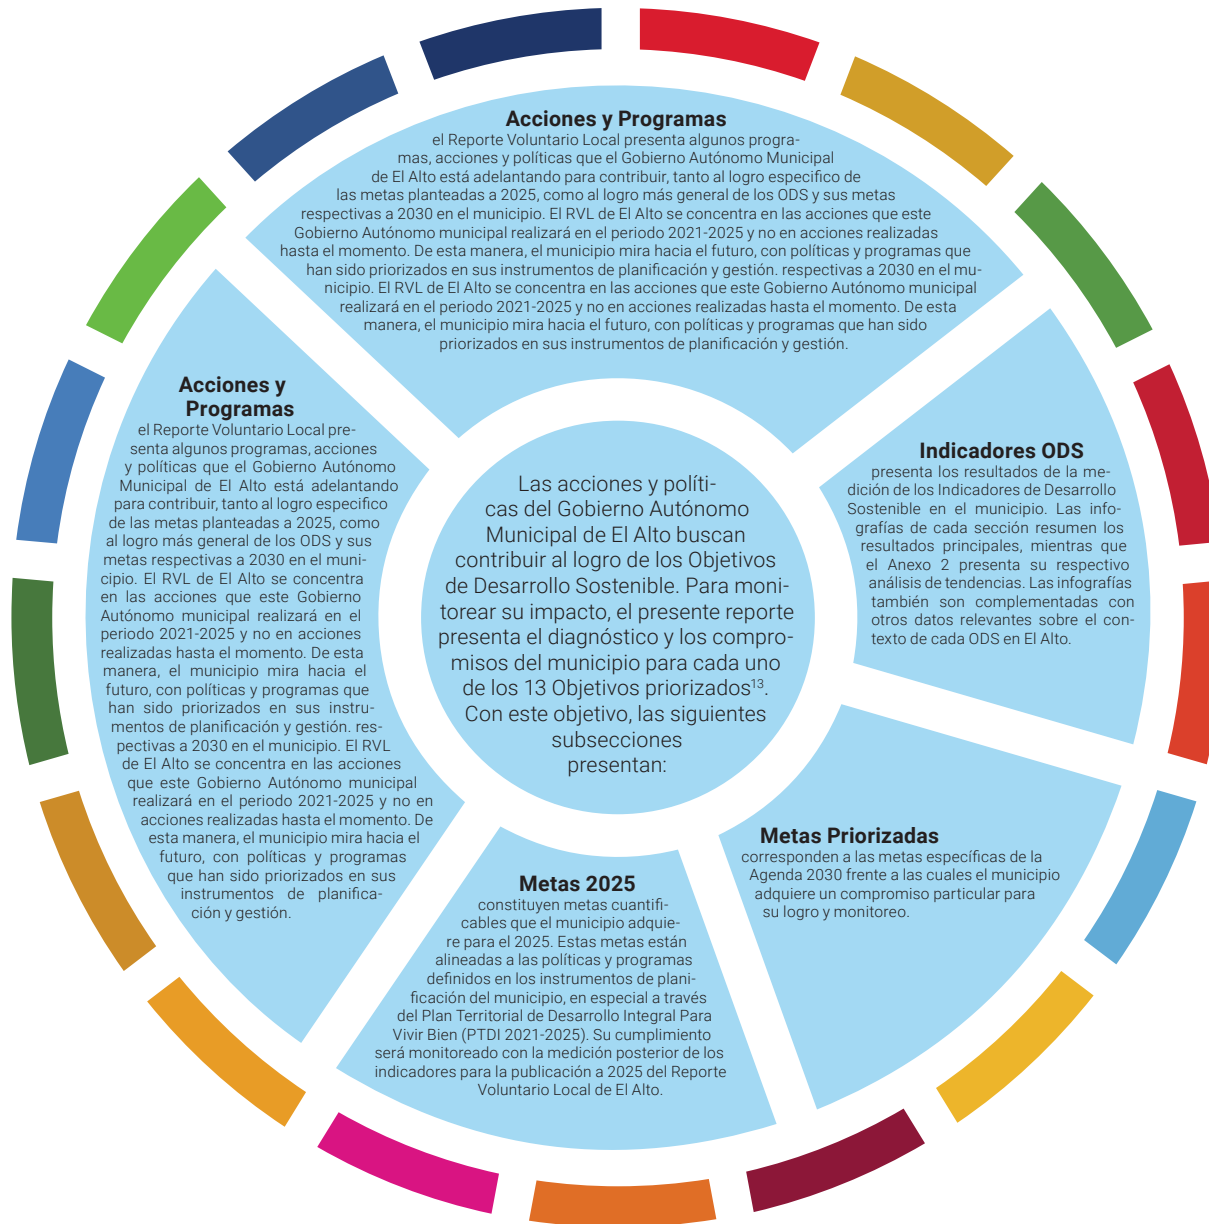 Acciones y Programas
el Reporte Voluntario Local presenta algunos progra-
mas, acciones y políticas que el Gobierno Autónomo Municipal
de El Alto está adelantando para contribuir, tanto al logro especifico de
las metas planteadas a 2025, como al logro más general de los ODS y sus metas
respectivas a 2030 en el municipio. El RVL de El Alto se concentra en las acciones que este
Gobierno Autónomo municipal realizará en el periodo 2021-2025 y no en acciones realizadas
hasta el momento. De esta manera, el municipio mira hacia el futuro, con políticas y programas que
han sido priorizados en sus instrumentos de planificación y gestión. respectivas a 2030 en el mu-
nicipio. El RVL de El Alto se concentra en las acciones que este Gobierno Autónomo municipal
realizará en el periodo 2021-2025 y no en acciones realizadas hasta el momento. De esta
manera, el municipio mira hacia el futuro, con políticas y programas que han sido
priorizados en sus instrumentos de planificación y gestión.
Indicadores ODS
presenta los resultados de la me-
dición de los Indicadores de Desarrollo
Sostenible en el municipio. Las info-
grafías de cada sección resumen los
resultados principales, mientras que
el Anexo 2 presenta su respectivo
análisis de tendencias. Las infografías
también son complementadas con
otros datos relevantes sobre el con-
texto de cada ODS en El Alto.
Metas Priorizadas
corresponden a las metas específicas de la
Agenda 2030 frente a las cuales el municipio
adquiere un compromiso particular para
su logro y monitoreo.
Metas 2025
constituyen metas cuantifi-
cables que el municipio adquie-
re para el 2025. Estas metas están
alineadas a las políticas y programas
definidos en los instrumentos de plani-
ficación del municipio, en especial a través
del Plan Territorial de Desarrollo Integral Para
Vivir Bien (PTDI 2021-2025). Su cumplimiento
será monitoreado con la medición posterior de los
indicadores para la publicación a 2025 del Reporte
Voluntario Local de El Alto.
Acciones y
Programas
el Reporte Voluntario Local pre-
senta algunos programas, acciones
y políticas que el Gobierno Autónomo
Municipal de El Alto está adelantando
para contribuir, tanto al logro especifico
de las metas planteadas a 2025, como
al logro más general de los ODS y sus
metas respectivas a 2030 en el muni-
cipio. El RVL de El Alto se concentra
en las acciones que este Gobierno
Autónomo municipal realizará en el
periodo 2021-2025 y no en acciones
realizadas hasta el momento. De esta
manera, el municipio mira hacia el
futuro, con políticas y programas que
han sido priorizados en sus instru-
mentos de planificación y gestión. res-
pectivas a 2030 en el municipio. El RVL
de El Alto se concentra en las acciones
que este Gobierno Autónomo municipal
realizará en el periodo 2021-2025 y no en
acciones realizadas hasta el momento. De
esta manera, el municipio mira hacia el
futuro, con políticas y programas
que han sido priorizados en sus
instrumentos de planifica-
ción y gestión.
Las acciones y políti-
cas del Gobierno Autónomo
Municipal de El Alto buscan
contribuir al logro de los Objetivos
de Desarrollo Sostenible. Para moni-
torear su impacto, el presente reporte
presenta el diagnóstico y los compro-
misos del municipio para cada uno
de los 13 Objetivos priorizados¹³.
Con este objetivo, las siguientes
subsecciones
presentan: